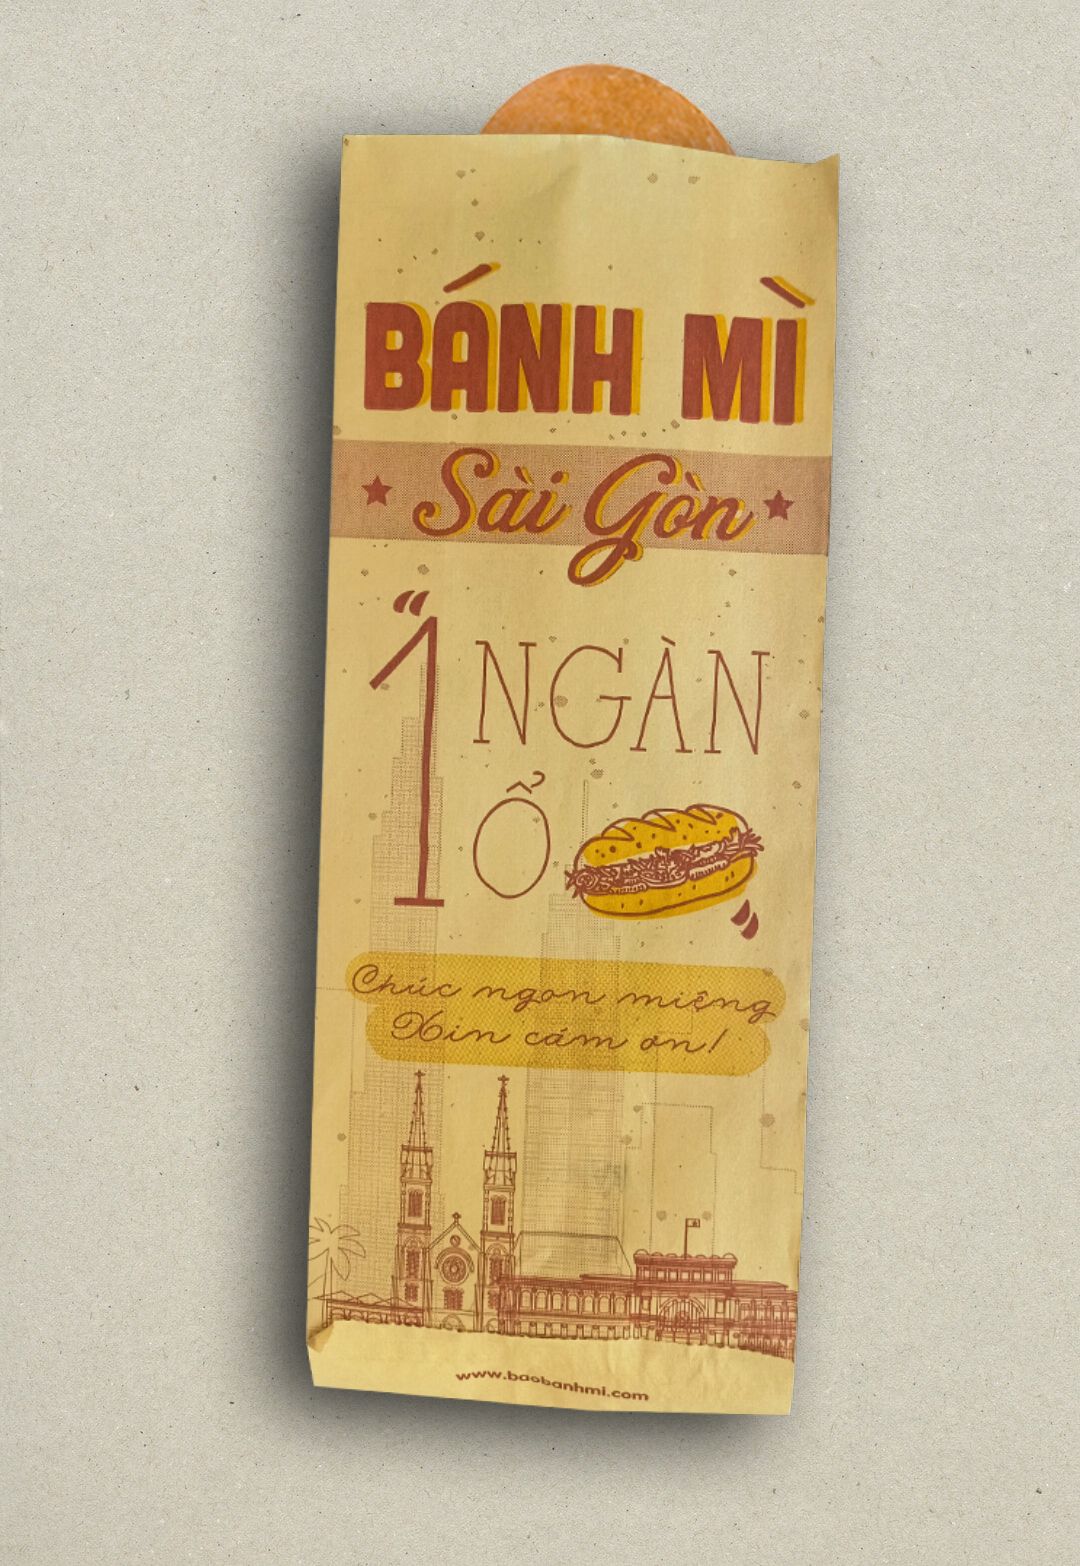 BÁNH MÌ
Sài Gòn
"1 NGÀN
Ổ"
Chúc ngon miệng
Xin cám ơn!
www.baobanhmi.com